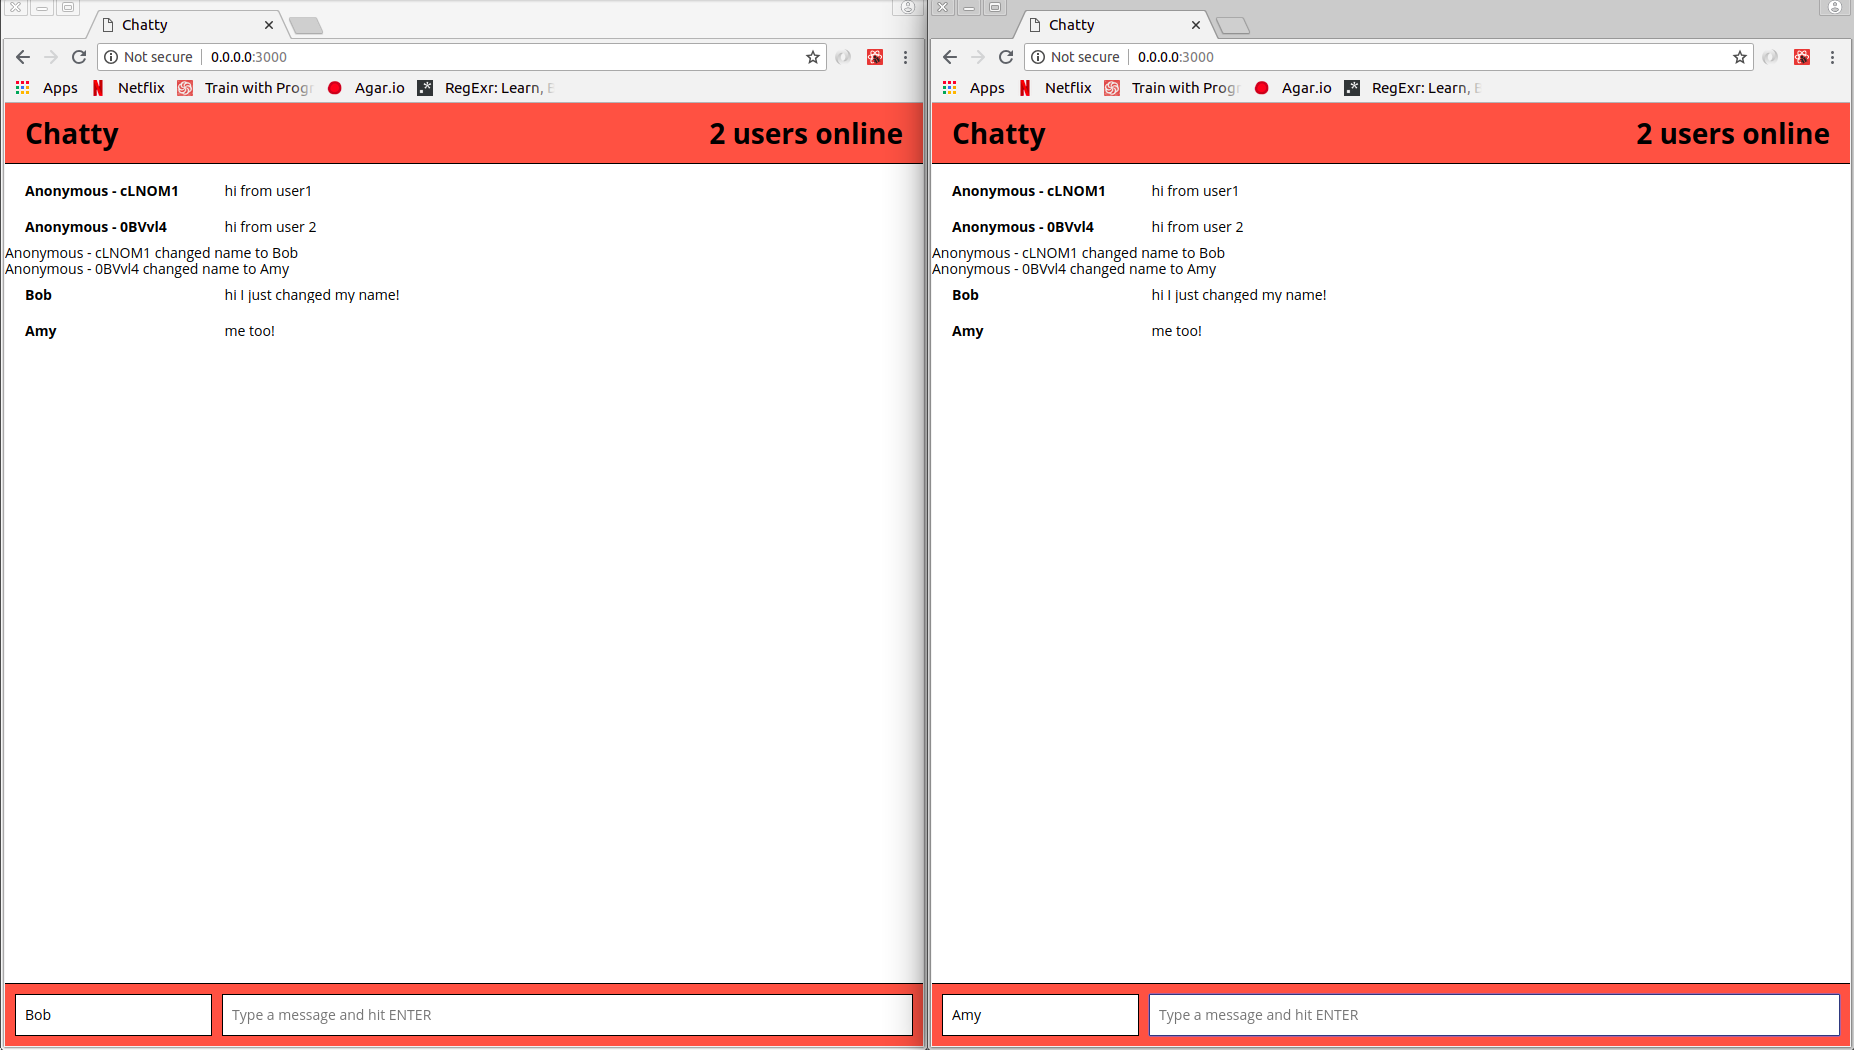 Chatty
Not secure 0.0.0.0:3000
Apps Netflix Train with Progr Agar.io RegExr: Learn, E
Chatty 2 users online
Anonymous - cLNOM1 hi from user1
Anonymous - 0BVvl4 hi from user 2
Anonymous - cLNOM1 changed name to Bob
Anonymous - 0BVvl4 changed name to Amy
Bob hi I just changed my name!
Amy me too!
Bob Type a message and hit ENTER
Chatty
Not secure 0.0.0.0:3000
Apps Netflix Train with Progr Agar.io RegExr: Learn, E
Chatty 2 users online
Anonymous - cLNOM1 hi from user1
Anonymous - 0BVvl4 hi from user 2
Anonymous - cLNOM1 changed name to Bob
Anonymous - 0BVvl4 changed name to Amy
Bob hi I just changed my name!
Amy me too!
Amy Type a message and hit ENTER